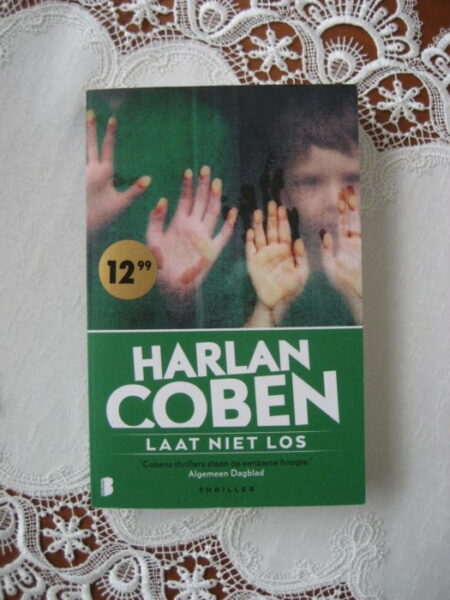 12 99
HARLAN
COBEN
LAAT NIET LOS
'Cobens thrillers staan op eenzame hoogte.'
Algemeen Dagblad
B
THRILLER